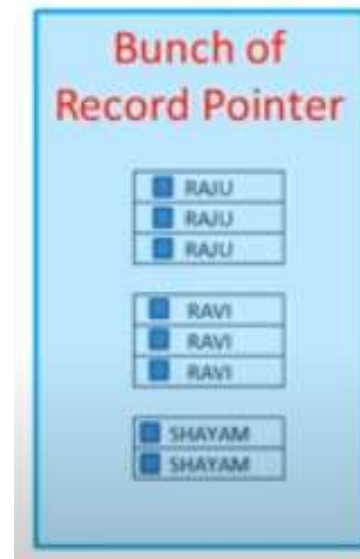 Bunch of
Record Pointer
RAJU
RAJU
RAJU
RAVI
RAVI
RAVI
SHAYAM
SHAYAM